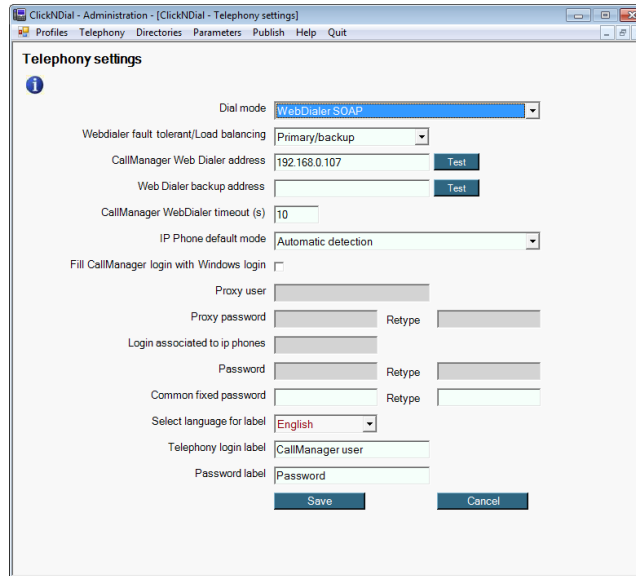 ClickNDial - Administration - [ClickNDial - Telephony settings]
Profiles Telephony Directories Parameters Publish Help Quit
Telephony settings
Dial mode WebDialer SOAP
Webdialer fault tolerant/Load balancing Primary/backup
CallManager Web Dialer address 192.168.0.107 Test
Web Dialer backup address Test
CallManager WebDialer timeout (s) 10
IP Phone default mode Automatic detection
Fill CallManager login with Windows login
Proxy user
Proxy password Retype
Login associated to ip phones
Password Retype
Common fixed password Retype
Select language for label English
Telephony login label CallManager user
Password label Password
Save Cancel